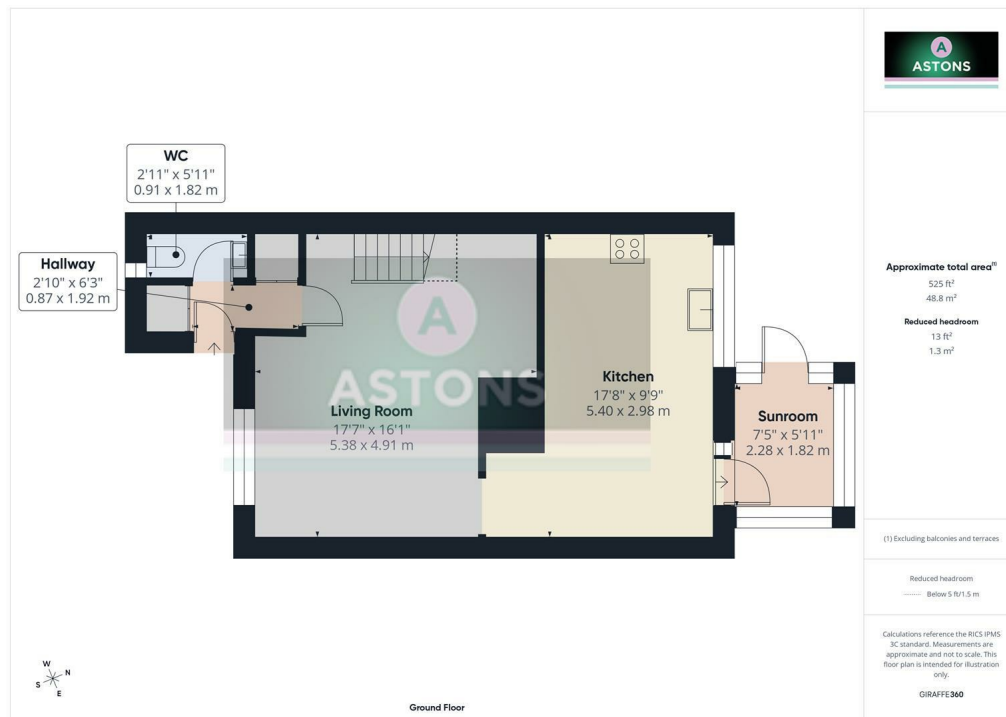 A
ASTONS
WC
2'11" x 5'11"
0.91 x 1.82 m
Hallway
2'10" x 6'3"
0.87 x 1.92 m
A
ASTONS
Living Room
17'7" x 16'1"
5.38 x 4.91 m
Kitchen
17'8" x 9'9"
5.40 x 2.98 m
Sunroom
7'5" x 5'11"
2.28 x 1.82 m
Approximate total area(1)
525 ft²
48.8 m²
Reduced headroom
13 ft²
1.3 m²
(1) Excluding balconies and terraces
Reduced headroom
Below 5 ft/1.5 m
Calculations reference the RICS IPMS
3C standard. Measurements are
approximate and not to scale. This
floor plan is intended for illustration
only.
GIRAFFE360
W
N
S
E
Ground Floor